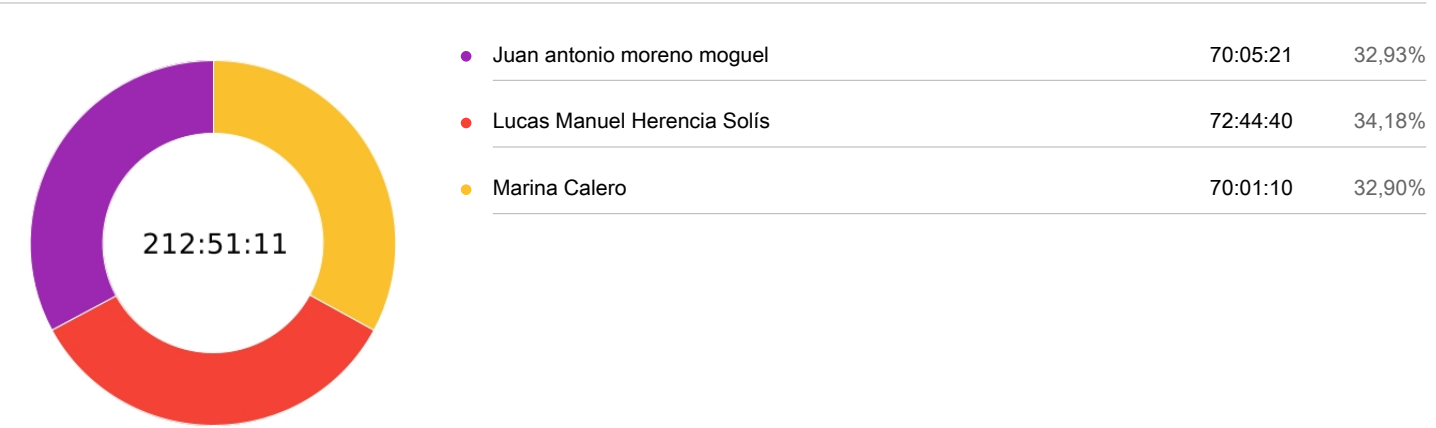 Juan antonio moreno moguel 70:05:21 32,93%
Lucas Manuel Herencia Solís 72:44:40 34,18%
Marina Calero 70:01:10 32,90%
212:51:11